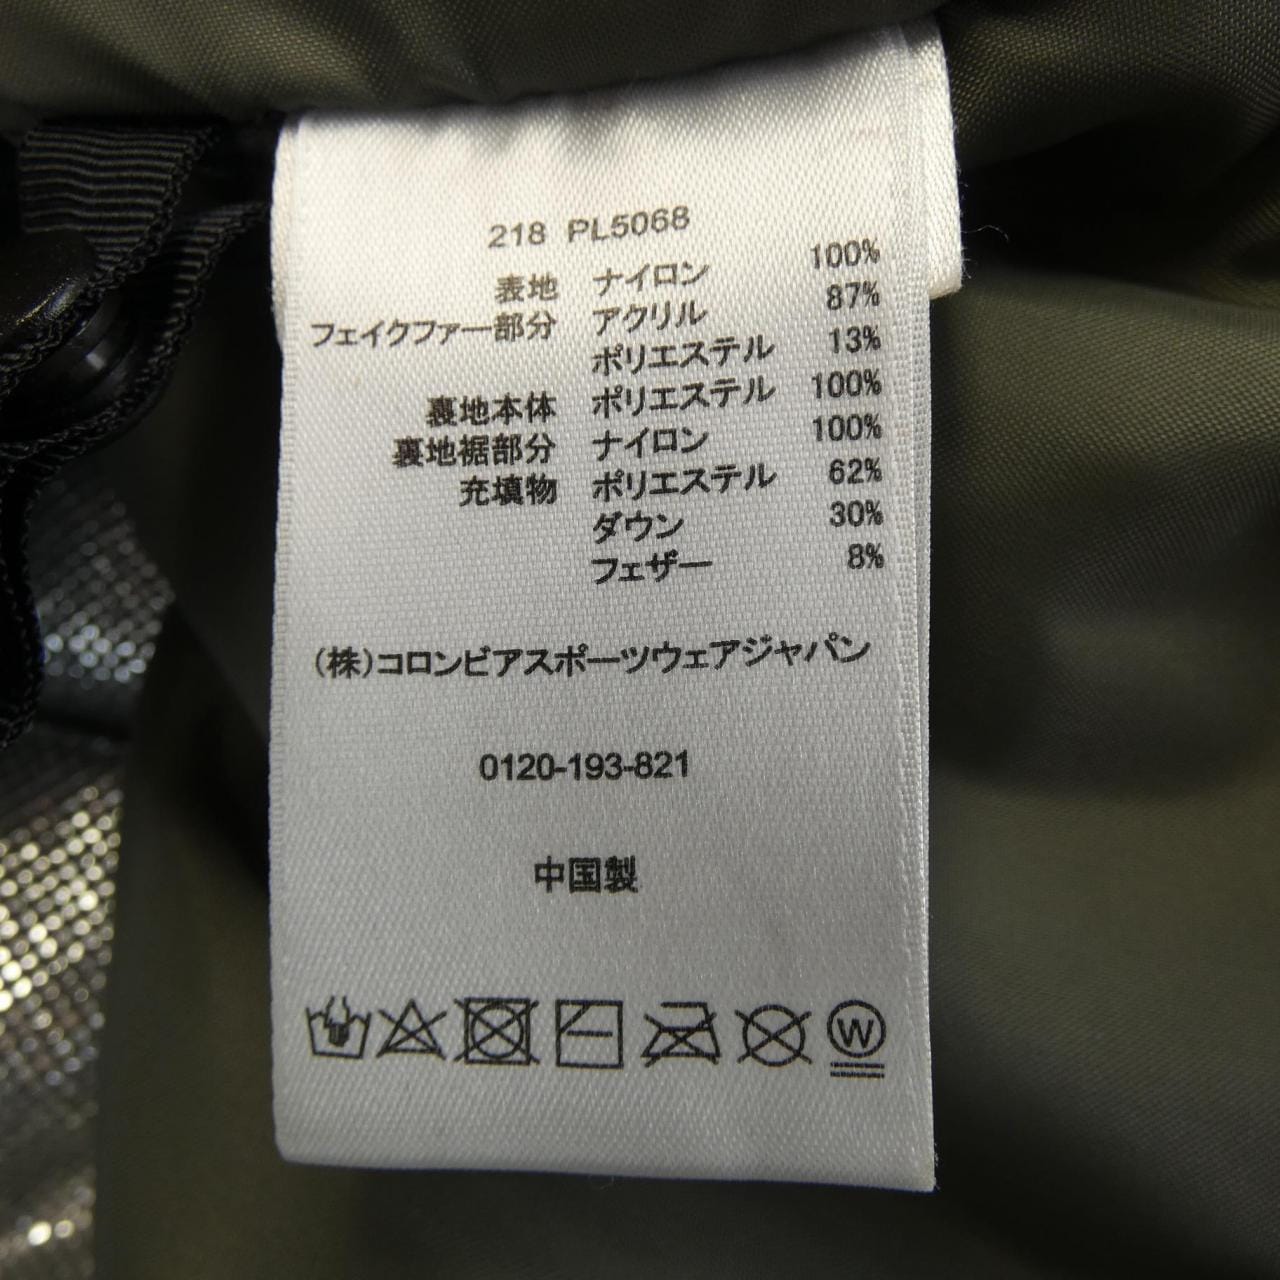 218 PL5068
表地 ナイロン 100%
フェイクファー部分 アクリル 87%
ポリエステル 13%
裏地本体 ポリエステル 100%
裏地裾部分 ナイロン 100%
充填物 ポリエステル 62%
ダウン 30%
フェザー 8%
(株)コロンビアスポーツウェアジャパン
0120-193-821
中国製
W